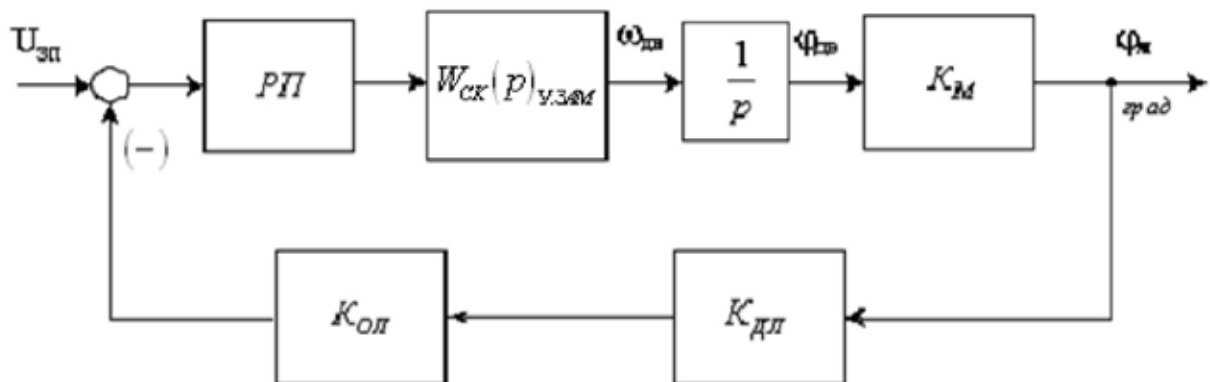 U_зп
РП
W_СК(p)_У.ЗАМ
ω_дв
1
p
φ_дв
K_М
φ_м
град
(−)
K_ОП
K_ДП